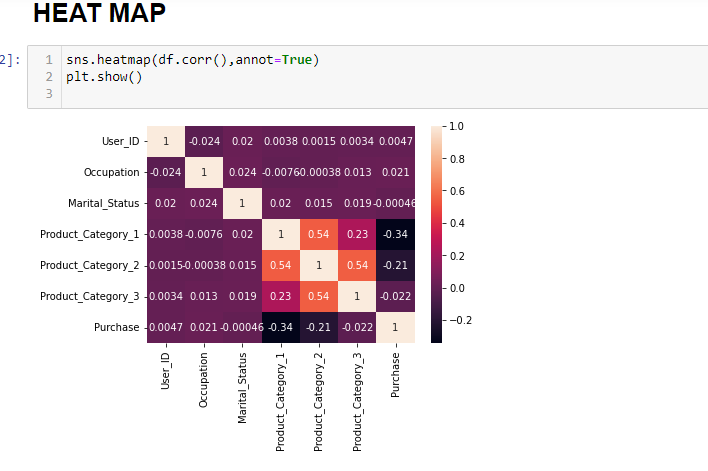 HEAT MAP
2]:
1 sns.heatmap(df.corr(),annot=True)
2 plt.show()
3
User_ID 1 -0.024 0.02 0.0038 0.0015 0.0034 0.0047
Occupation -0.024 1 0.024 -0.0076 0.00038 0.013 0.021
Marital_Status 0.02 0.024 1 0.02 0.015 0.019 -0.00046
Product_Category_1 0.0038 -0.0076 0.02 1 0.54 0.23 -0.34
Product_Category_2 0.0015 -0.00038 0.015 0.54 1 0.54 -0.21
Product_Category_3 0.0034 0.013 0.019 0.23 0.54 1 -0.022
Purchase 0.0047 0.021 -0.00046 -0.34 -0.21 -0.022 1
User_ID
Occupation
Marital_Status
Product_Category_1
Product_Category_2
Product_Category_3
Purchase
1.0
0.8
0.6
0.4
0.2
0.0
-0.2